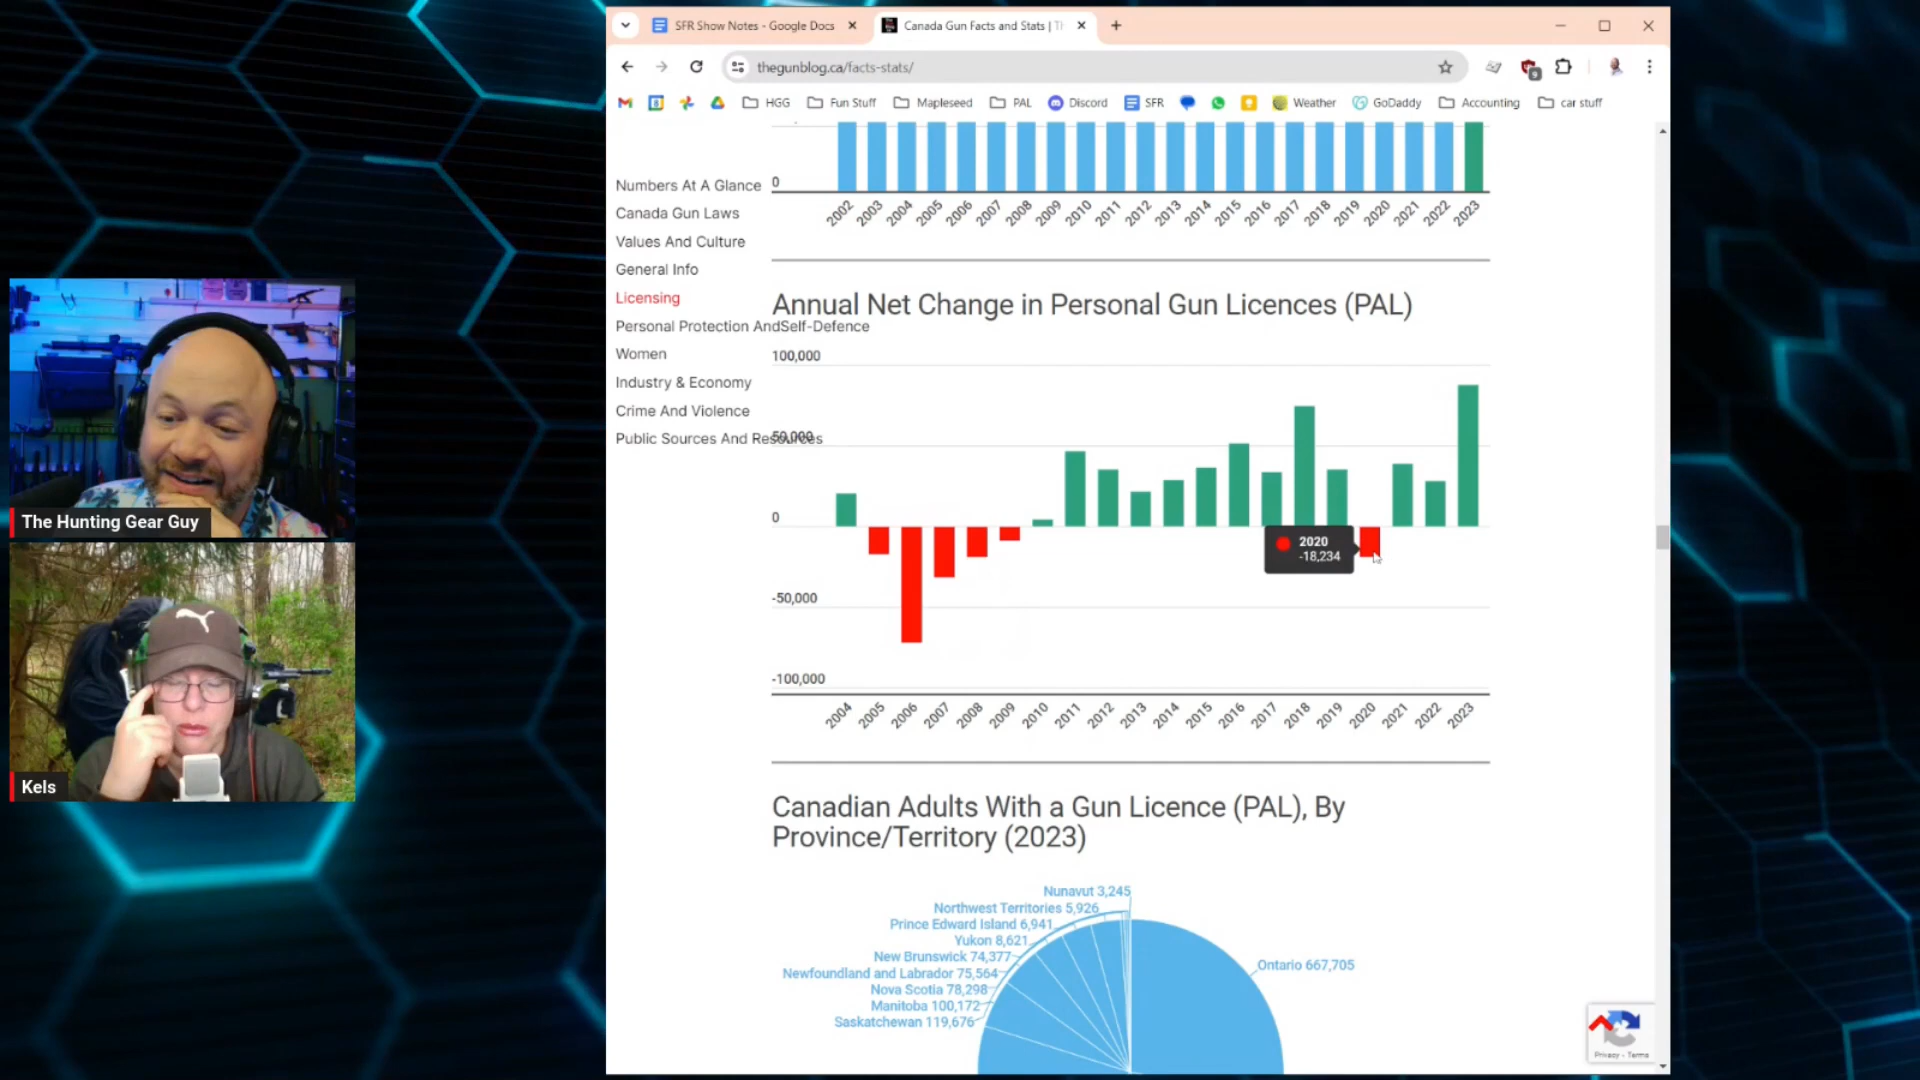 SFR Show Notes - Google Docs
Canada Gun Facts and Stats | Th
thegunblog.ca/facts-stats/
9
HGG
Fun Stuff
Mapleseed
PAL
Discord
SFR
Weather
GoDaddy
Accounting
car stuff
0
2002 2003 2004 2005 2006 2007 2008 2009 2010 2011 2012 2013 2014 2015 2016 2017 2018 2019 2020 2021 2022 2023
Numbers At A Glance
Canada Gun Laws
Values And Culture
General Info
Licensing
Personal Protection AndSelf-Defence
Women
Industry & Economy
Crime And Violence
Public Sources And Resources
Annual Net Change in Personal Gun Licences (PAL)
100,000
50,000
0
-50,000
-100,000
2020
-18,234
2004 2005 2006 2007 2008 2009 2010 2011 2012 2013 2014 2015 2016 2017 2018 2019 2020 2021 2022 2023
Canadian Adults With a Gun Licence (PAL), By
Province/Territory (2023)
Nunavut 3,245
Northwest Territories 5,926
Prince Edward Island 6,941
Yukon 8,621
New Brunswick 74,377
Newfoundland and Labrador 75,564
Nova Scotia 78,298
Manitoba 100,172
Saskatchewan 119,676
Ontario 667,705
Privacy - Terms
The Hunting Gear Guy
Kels